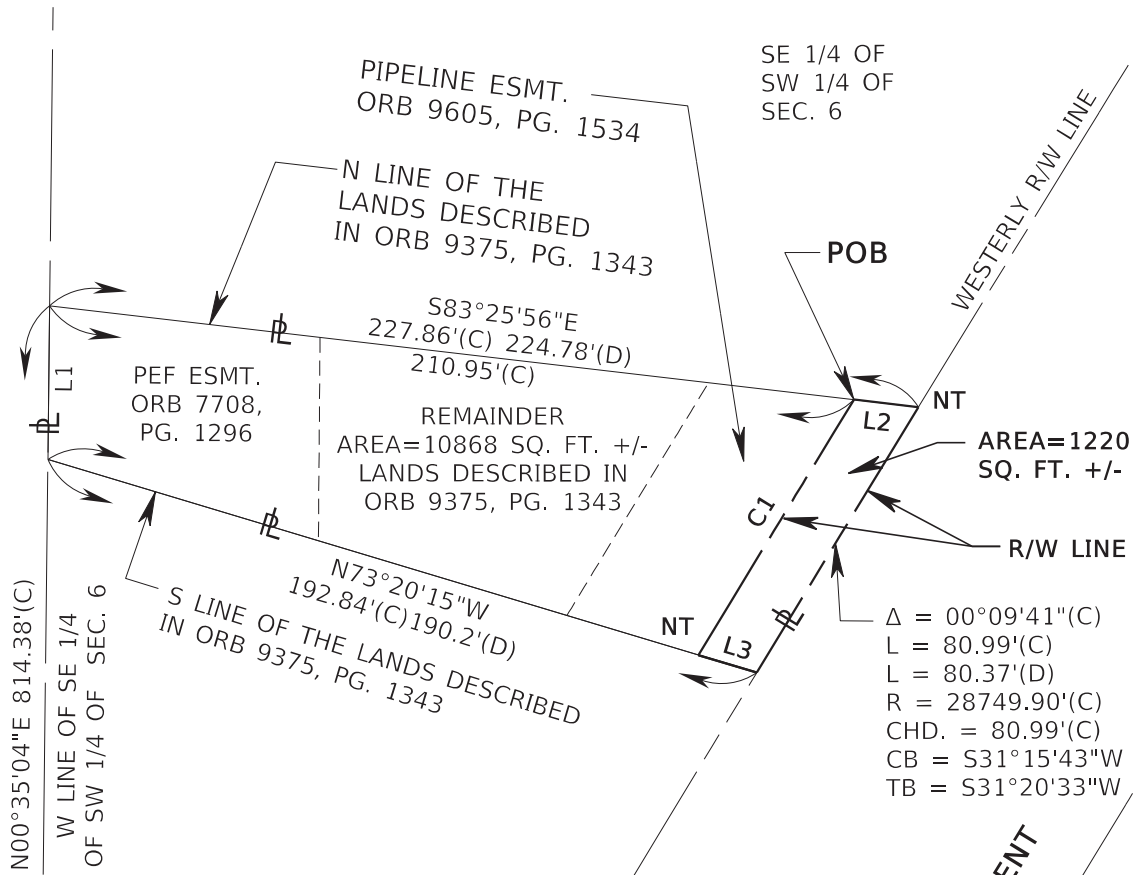 SE 1/4 OF
SW 1/4 OF
SEC. 6
PIPELINE ESMT.
ORB 9605, PG. 1534
WESTERLY R/W LINE
N LINE OF THE
LANDS DESCRIBED
IN ORB 9375, PG. 1343
POB
S83°25'56"E
227.86'(C) 224.78'(D)
210.95'(C)
L1
PEF ESMT.
ORB 7708,
PG. 1296
PL
PL
REMAINDER
AREA=10868 SQ. FT. +/-
LANDS DESCRIBED IN
ORB 9375, PG. 1343
L2
NT
AREA=1220
SQ. FT. +/-
C1
R/W LINE
PL
N73°20'15"W
192.84'(C)190.2'(D)
S LINE OF THE LANDS DESCRIBED
IN ORB 9375, PG. 1343
NT
L3
PL
Δ = 00°09'41"(C)
L = 80.99'(C)
L = 80.37'(D)
R = 28749.90'(C)
CHD. = 80.99'(C)
CB = S31°15'43"W
TB = S31°20'33"W
N00°35'04"E 814.38'(C)
W LINE OF SE 1/4
OF SW 1/4 OF SEC. 6
ENT